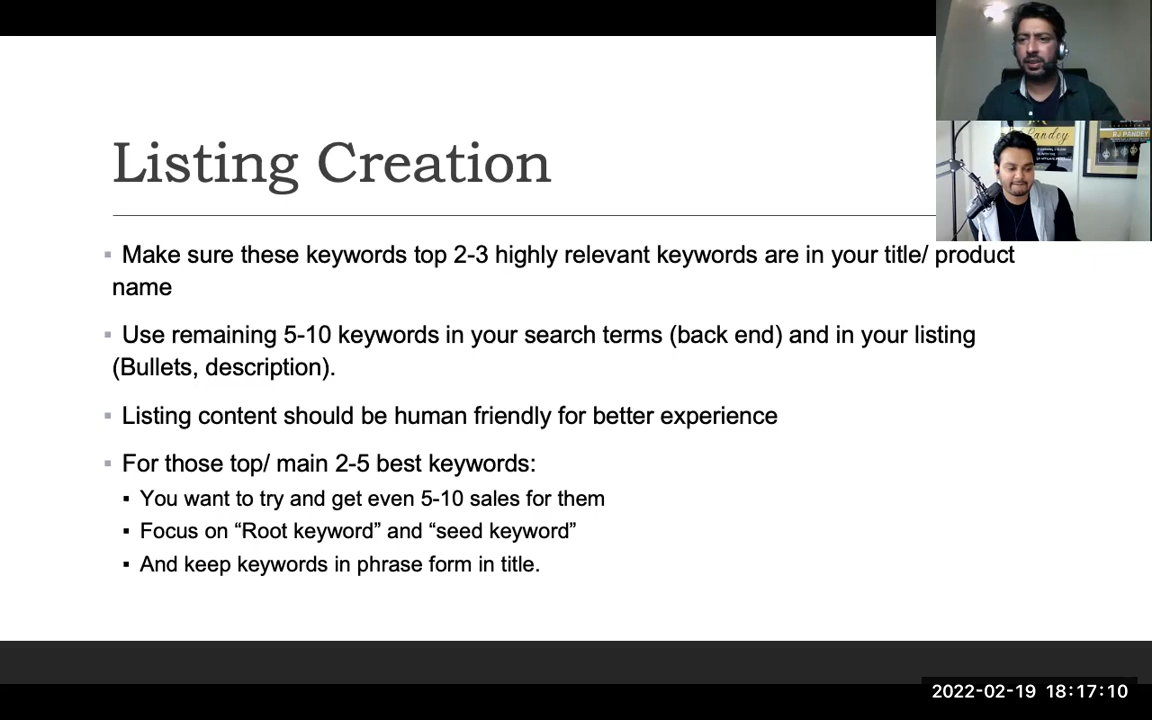 Listing Creation
▪ Make sure these keywords top 2-3 highly relevant keywords are in your title/ product
name
▪ Use remaining 5-10 keywords in your search terms (back end) and in your listing
(Bullets, description).
▪ Listing content should be human friendly for better experience
▪ For those top/ main 2-5 best keywords:
▪ You want to try and get even 5-10 sales for them
▪ Focus on “Root keyword” and “seed keyword”
▪ And keep keywords in phrase form in title.
Pandey
RJ PANDEY
2022-02-19 18:17:10